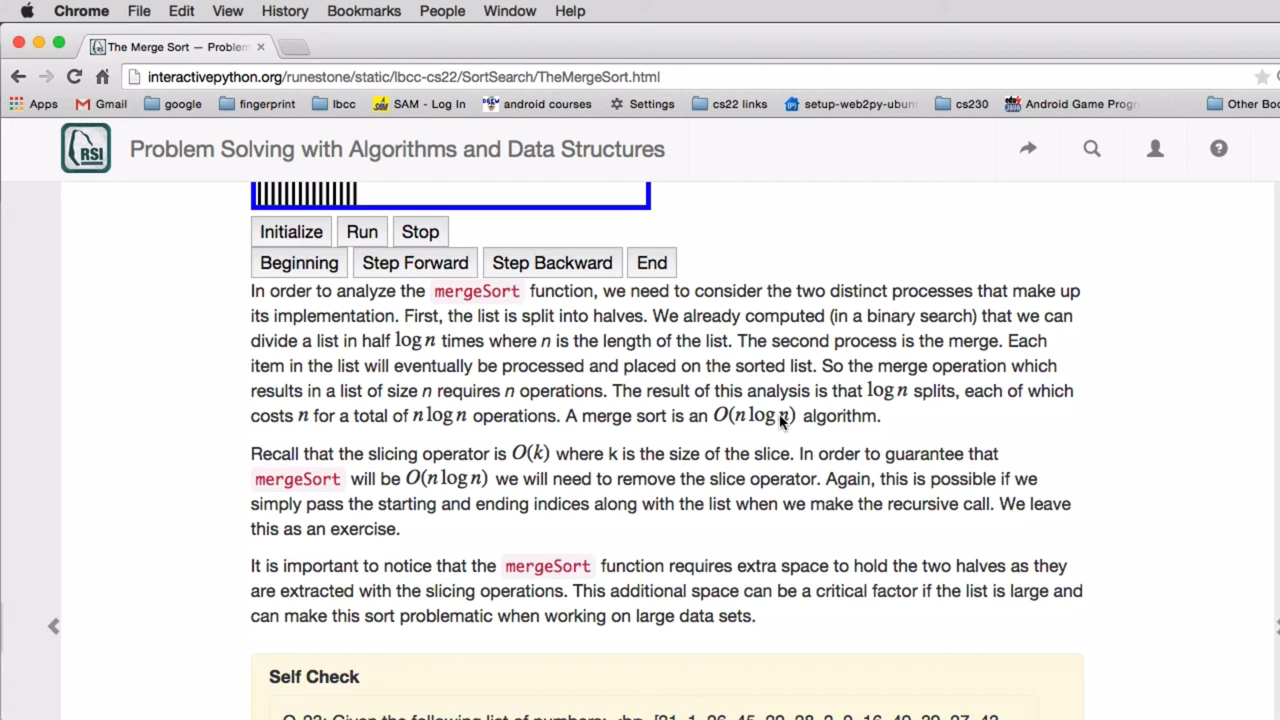 Chrome File Edit View History Bookmarks People Window Help
The Merge Sort — Problem
interactivepython.org/runestone/static/lbcc-cs22/SortSearch/TheMergeSort.html
Apps Gmail google fingerprint lbcc SAM - Log In android courses Settings cs22 links setup-web2py-ubun cs230 Android Game Progr Other Boo
RSI Problem Solving with Algorithms and Data Structures
Initialize Run Stop
Beginning Step Forward Step Backward End
In order to analyze the mergeSort function, we need to consider the two distinct processes that make up
its implementation. First, the list is split into halves. We already computed (in a binary search) that we can
divide a list in half log n times where n is the length of the list. The second process is the merge. Each
item in the list will eventually be processed and placed on the sorted list. So the merge operation which
results in a list of size n requires n operations. The result of this analysis is that log n splits, each of which
costs n for a total of n log n operations. A merge sort is an O(n log n) algorithm.
Recall that the slicing operator is O(k) where k is the size of the slice. In order to guarantee that
mergeSort will be O(n log n) we will need to remove the slice operator. Again, this is possible if we
simply pass the starting and ending indices along with the list when we make the recursive call. We leave
this as an exercise.
It is important to notice that the mergeSort function requires extra space to hold the two halves as they
are extracted with the slicing operations. This additional space can be a critical factor if the list is large and
can make this sort problematic when working on large data sets.
Self Check
Q-23: Given the following list of numbers: